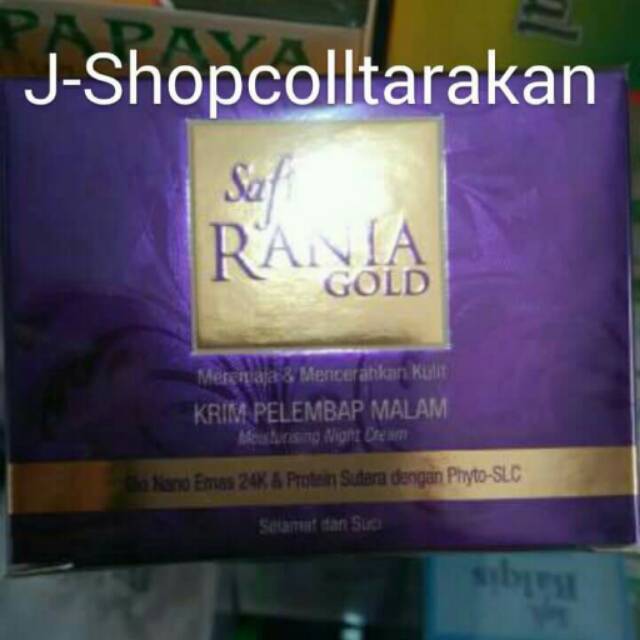 PAPAYA
J-Shopcolltarakan
Saf
RANIA
GOLD
Meremaja & Mencerahkan Kulit
KRIM PELEMBAP MALAM
Moisturising Night Cream
Bio Nano Emas 24K & Protein Sutera dengan Phyto-SLC
Selamat dan Suci